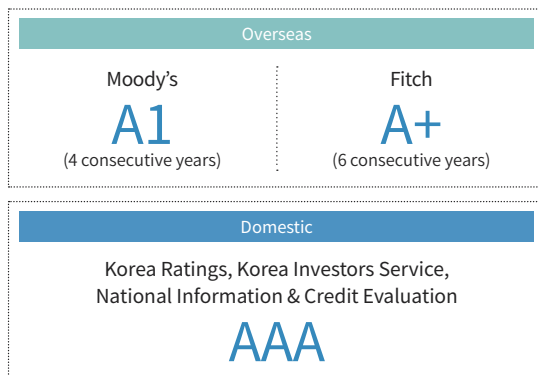 Overseas
Moody's
A1
(4 consecutive years)
Fitch
A+
(6 consecutive years)
Domestic
Korea Ratings, Korea Investors Service,
National Information & Credit Evaluation
AAA